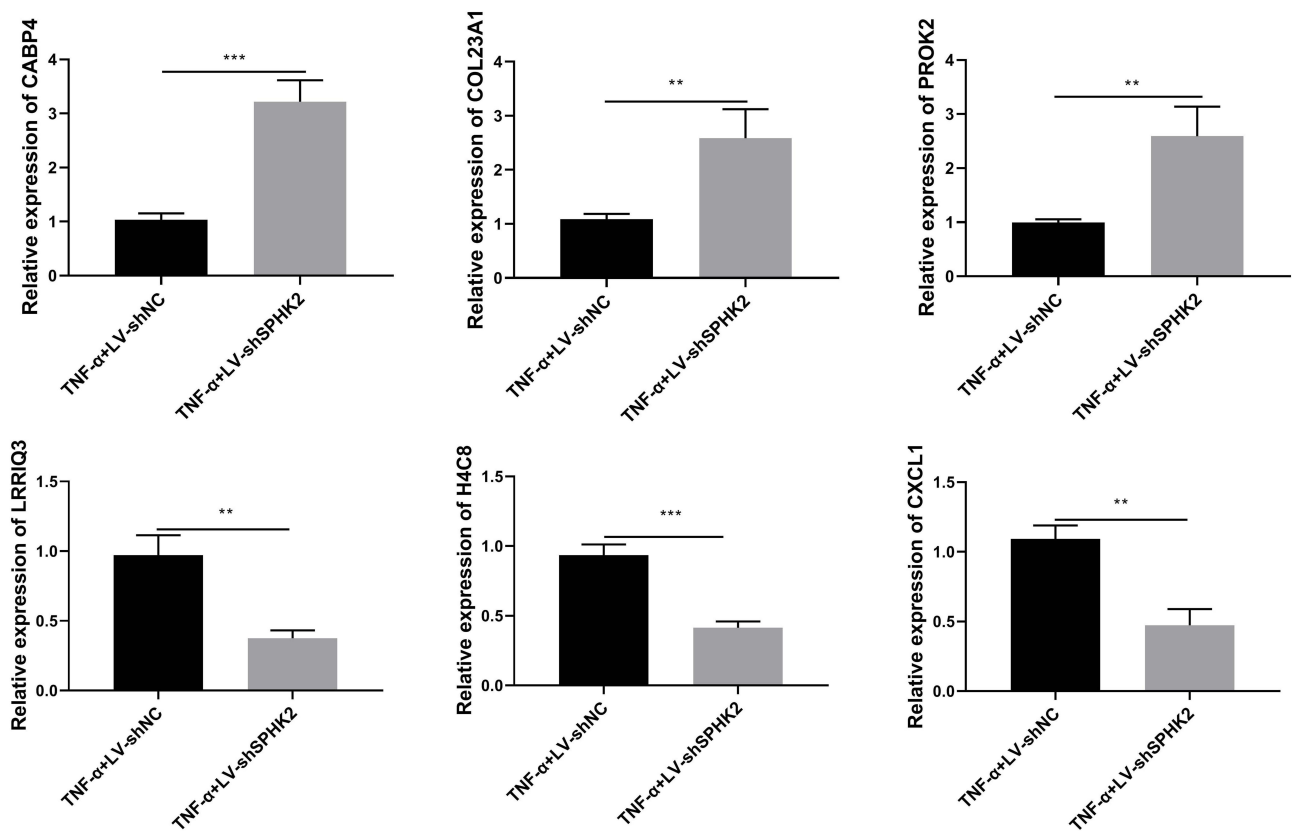 Relative expression of CABP4
4
3
2
1
0
***
TNF-α+LV-shNC
TNF-α+LV-shSPHK2
Relative expression of COL23A1
4
3
2
1
0
**
TNF-α+LV-shNC
TNF-α+LV-shSPHK2
Relative expression of PROK2
4
3
2
1
0
**
TNF-α+LV-shNC
TNF-α+LV-shSPHK2
Relative expression of LRRIQ3
1.5
1.0
0.5
0.0
**
TNF-α+LV-shNC
TNF-α+LV-shSPHK2
Relative expression of H4C8
1.5
1.0
0.5
0.0
***
TNF-α+LV-shNC
TNF-α+LV-shSPHK2
Relative expression of CXCL1
1.5
1.0
0.5
0.0
**
TNF-α+LV-shNC
TNF-α+LV-shSPHK2